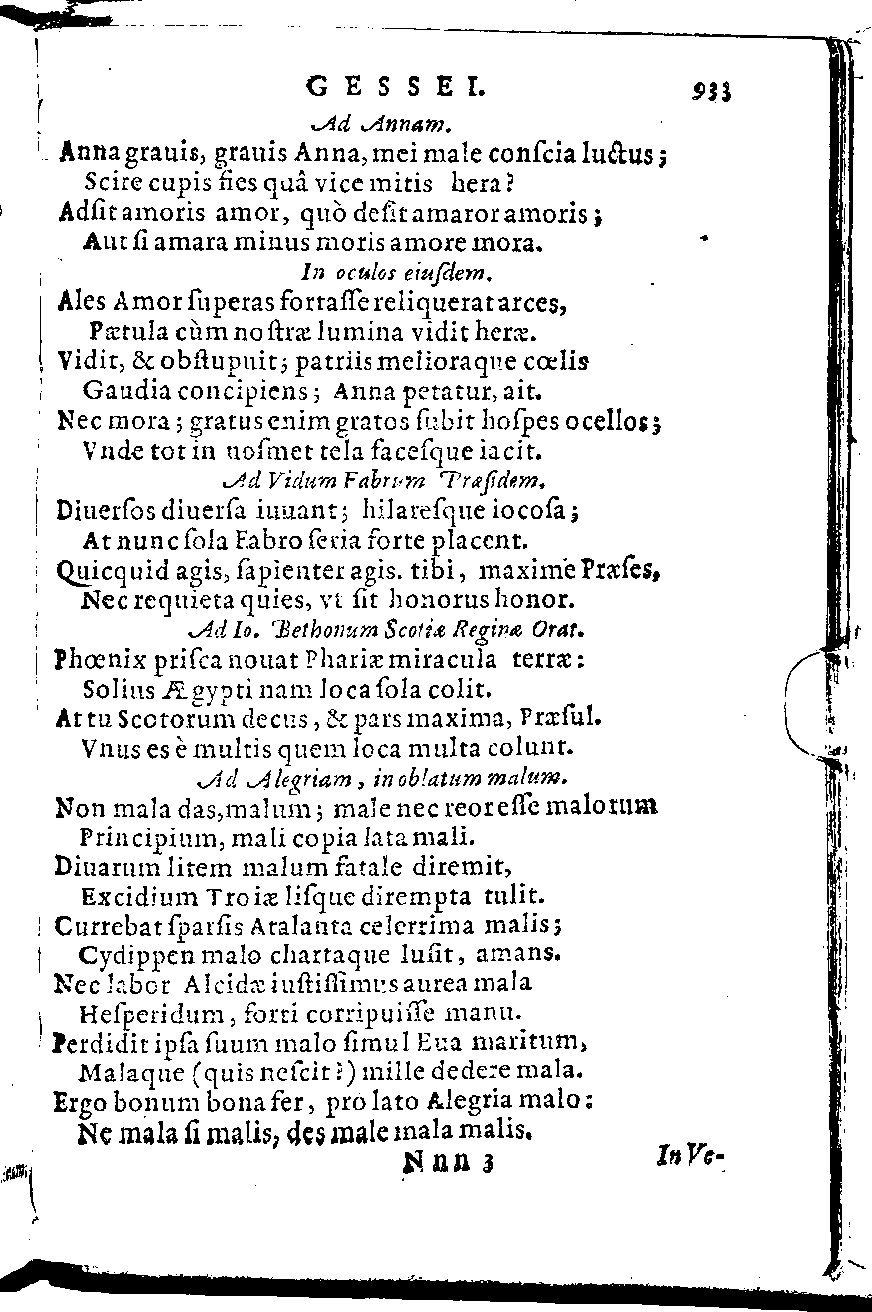 GESSEI. 933
Ad Annam.
Anna grauis, grauis Anna, mei male conſcia luctus;
Scire cupis fies quâ vice mitis hera?
Adſit amoris amor, quò deſit amaror amoris;
Aut ſi amara minus moris amore mora.
In oculos eiuſdem.
Ales Amor ſuperas fortaſſe reliquerat arces,
Pætula cùm noſtræ lumina vidit heræ.
Vidit, & obſtupuit; patriis melioraque cœlis
Gaudia concipiens; Anna petatur, ait.
Nec mora; gratus enim gratos ſubit hoſpes ocellos;
Vnde tot in noſmet tela faceſque iacit.
Ad Vidum Fabrum Præſidem.
Diuerſos diuerſa iuuant; hilareſque iocoſa;
At nunc ſola Fabro ſeria forte placent.
Quicquid agis, ſapienter agis. tibi, maxime Præſes,
Nec requieta quies, vt ſit honorus honor.
Ad Io. Bethonum Scotiæ Reginæ Orat.
Phœnix priſca nouat Phariæ miracula terræ:
Solius Ægypti nam loca ſola colit.
At tu Scotorum decus, & pars maxima, Præſul.
Vnus es è multis quem loca multa colunt.
Ad Alegriam, in oblatum malum.
Non mala das, malum; male nec reor eſſe malorum
Principium, mali copia lata mali.
Diuarum litem malum fatale diremit,
Excidium Troiæ liſque dirempta tulit.
Currebat ſparſis Atalanta celerrima malis;
Cydippen malo chartaque luſit, amans.
Nec labor Alcidæ iuſtiſſimus aurea mala
Heſperidum, forti corripuiſſe manu.
Perdidit ipſa ſuum malo ſimul Eua maritum,
Malaque (quis neſcit?) mille dedere mala.
Ergo bonum bona fer, pro lato Alegria malo:
Ne mala ſi malis, des male mala malis.
Nnn 3 In Ve-